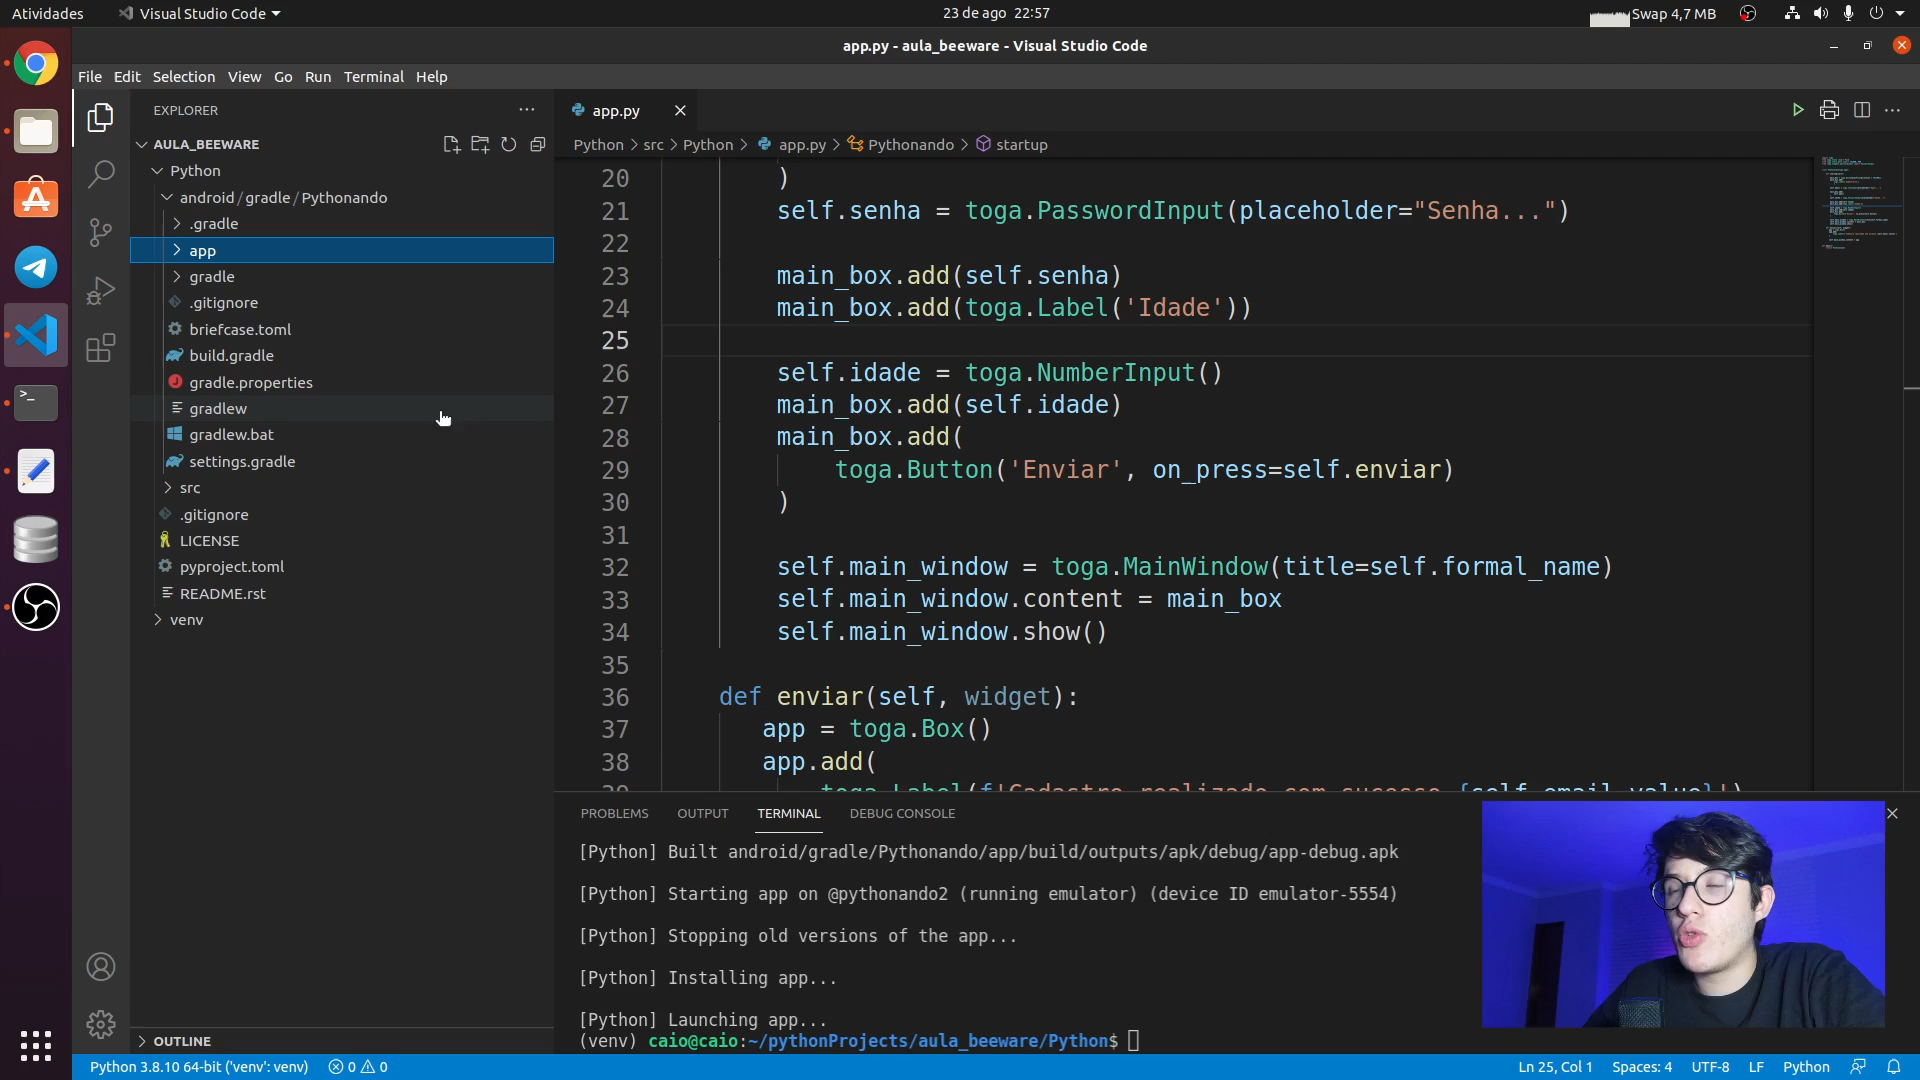 Atividades
Visual Studio Code
23 de ago 22:57
Swap 4,7 MB
app.py - aula_beeware - Visual Studio Code
File Edit Selection View Go Run Terminal Help
EXPLORER
AULA_BEEWARE
Python
android/gradle/Pythonando
.gradle
app
gradle
.gitignore
briefcase.toml
build.gradle
gradle.properties
gradlew
gradlew.bat
settings.gradle
src
.gitignore
LICENSE
pyproject.toml
README.rst
venv
OUTLINE
app.py
Python > src > Python > app.py > Pythonando > startup
20 )
21 self.senha = toga.PasswordInput(placeholder="Senha...")
22
23 main_box.add(self.senha)
24 main_box.add(toga.Label('Idade'))
25
26 self.idade = toga.NumberInput()
27 main_box.add(self.idade)
28 main_box.add(
29 toga.Button('Enviar', on_press=self.enviar)
30 )
31
32 self.main_window = toga.MainWindow(title=self.formal_name)
33 self.main_window.content = main_box
34 self.main_window.show()
35
36 def enviar(self, widget):
37 app = toga.Box()
38 app.add(
39 toga.Label(f'Cadastro realizado com sucesso {self.email.value}')
PROBLEMS OUTPUT TERMINAL DEBUG CONSOLE
[Python] Built android/gradle/Pythonando/app/build/outputs/apk/debug/app-debug.apk
[Python] Starting app on @pythonando2 (running emulator) (device ID emulator-5554)
[Python] Stopping old versions of the app...
[Python] Installing app...
[Python] Launching app...
(venv) caio@caio:~/pythonProjects/aula_beeware/Python$
Python 3.8.10 64-bit ('venv': venv) 0 0
Ln 25, Col 1 Spaces: 4 UTF-8 LF Python